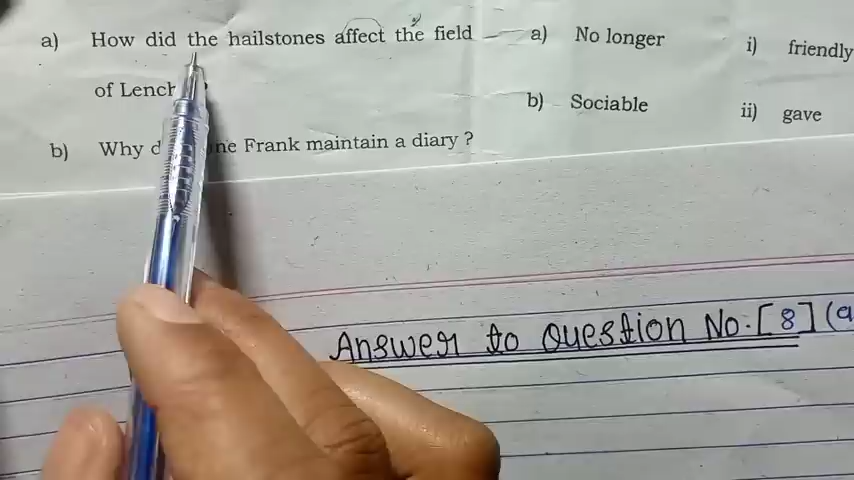 a) How did the hailstones affect the field
of Lench
b) Why d ne Frank maintain a diary ?
a) No longer
b) Sociable
i) friendly
ii) gave
Answer to Question No. [8] (a